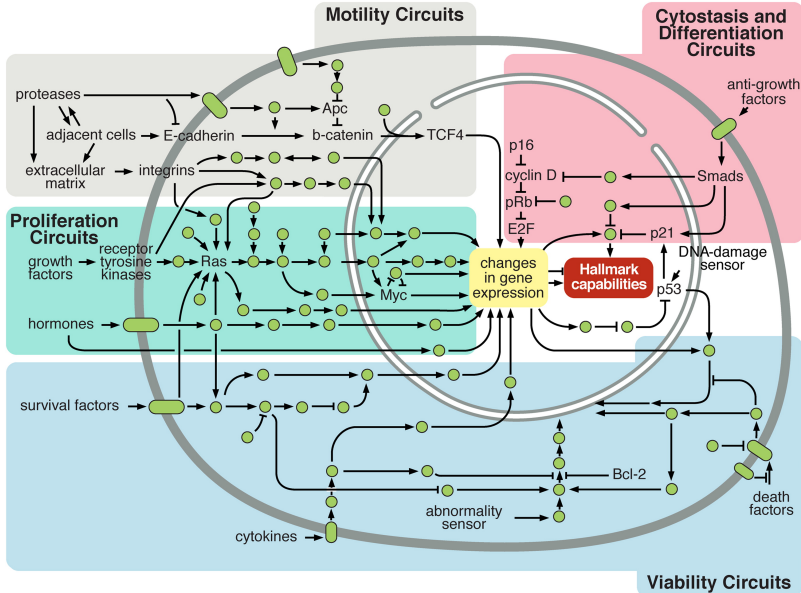 Motility Circuits
Cytostasis and
Differentiation
Circuits
proteases
adjacent cells
extracellular
matrix
E-cadherin
integrins
Apc
b-catenin
TCF4
anti-growth
factors
p16
cyclin D
pRb
E2F
Smads
p21
DNA-damage
sensor
p53
Proliferation
Circuits
growth
factors
receptor
tyrosine
kinases
Ras
Myc
hormones
changes
in gene
expression
Hallmark
capabilities
survival factors
Bcl-2
abnormality
sensor
cytokines
death
factors
Viability Circuits